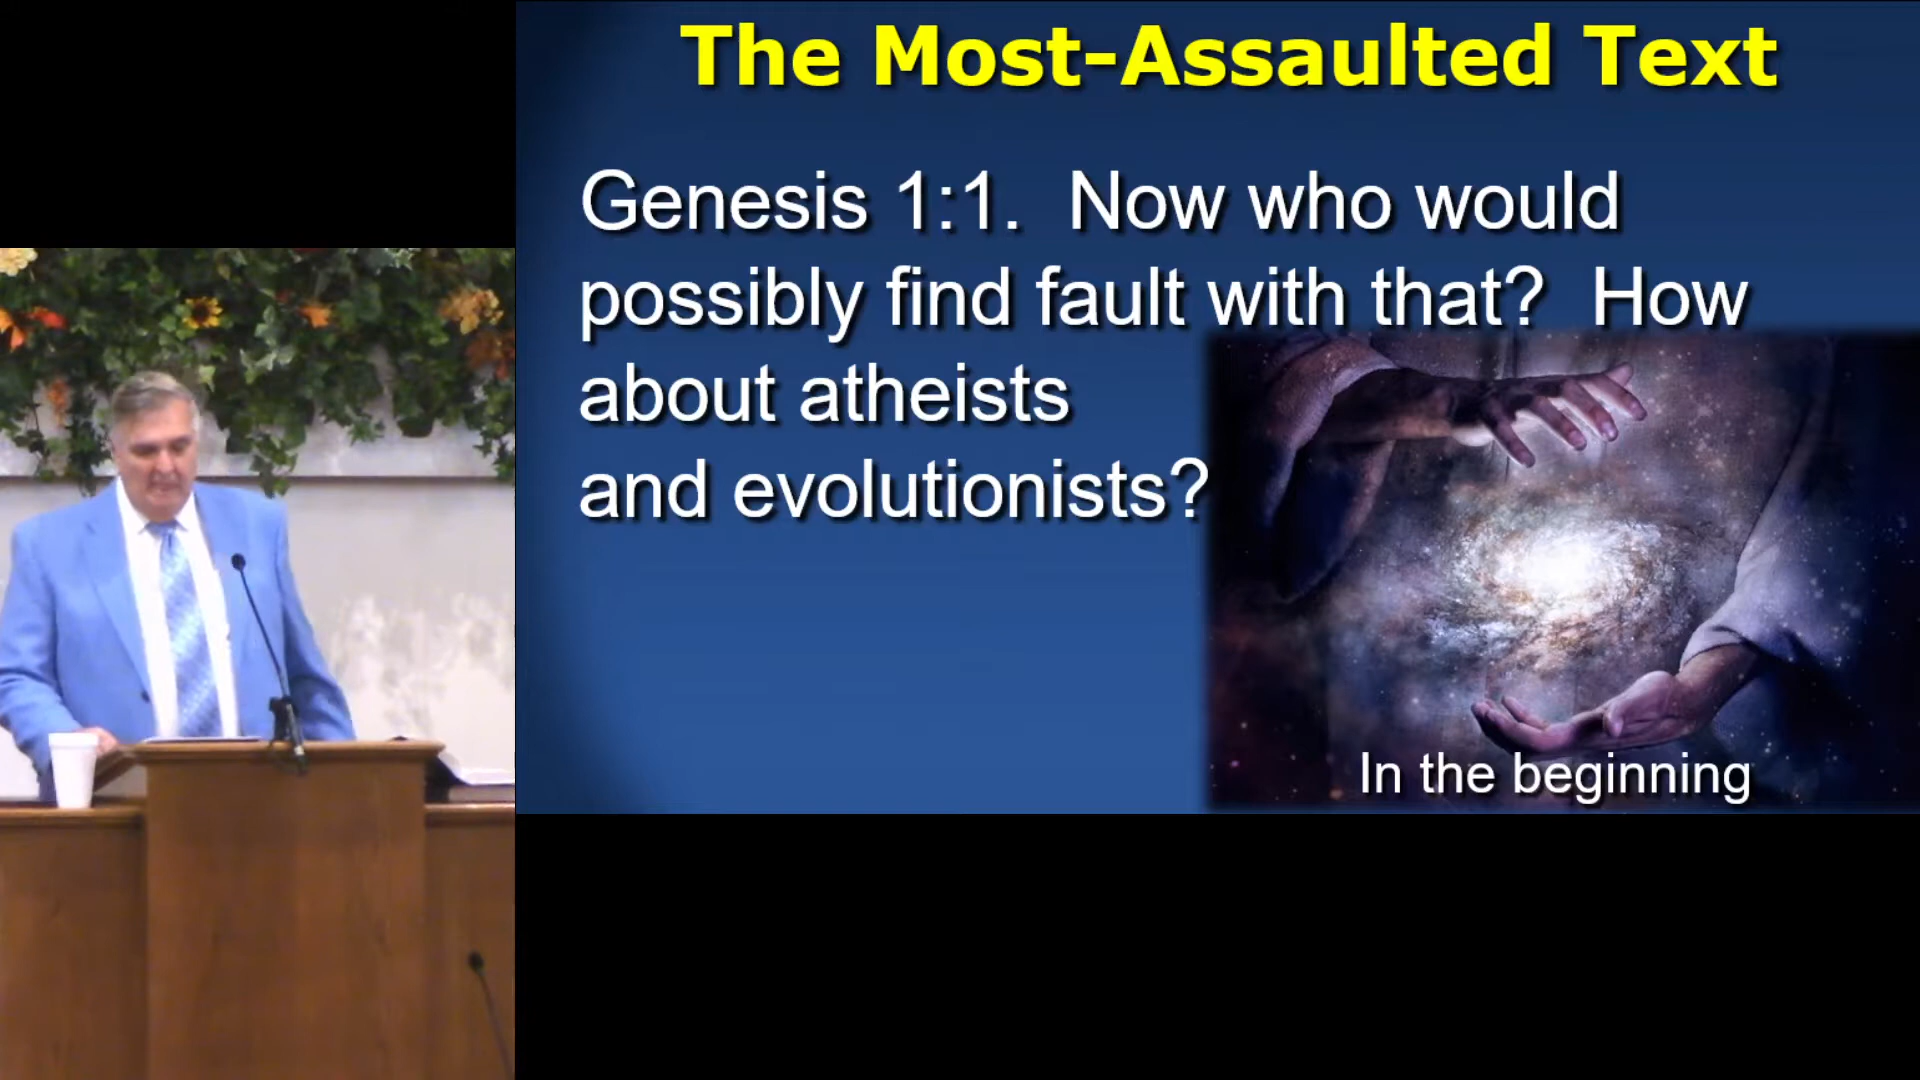 The Most-Assaulted Text
Genesis 1:1.  Now who would
possibly find fault with that?  How
about atheists
and evolutionists?
In the beginning